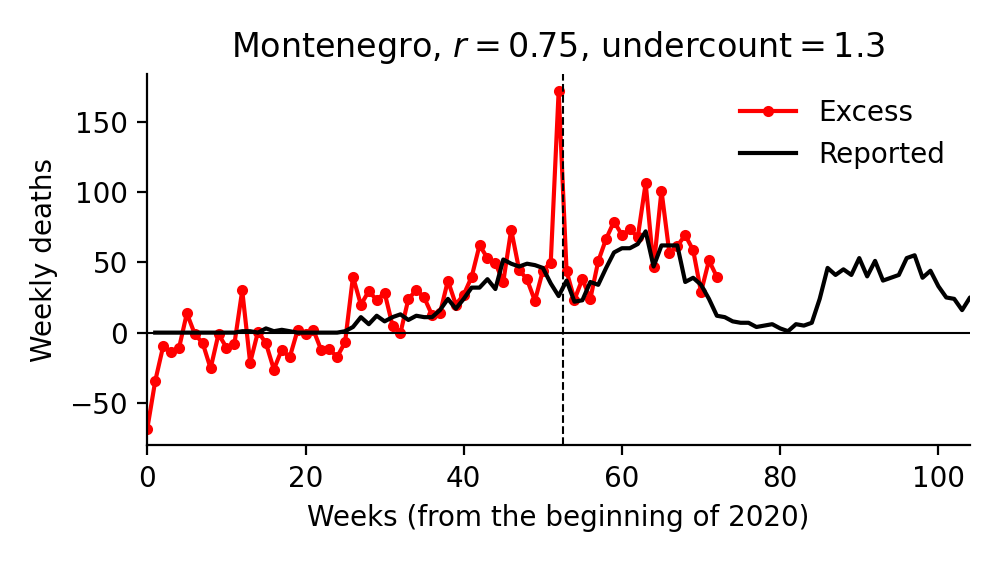 Montenegro, r = 0.75, undercount = 1.3
Excess
Reported
Weekly deaths
150
100
50
0
−50
0 20 40 60 80 100
Weeks (from the beginning of 2020)